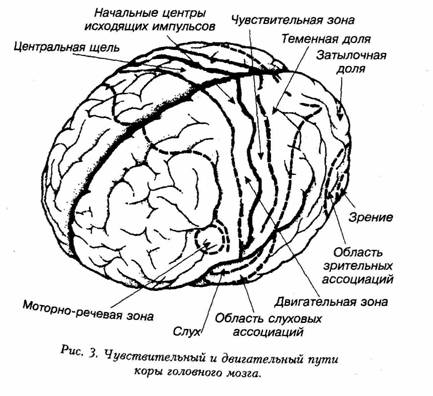 Начальные центры
исходящих импульсов
Чувствительная зона
Центральная щель
Теменная доля
Затылочная
доля
Зрение
Область
зрительных
ассоциаций
Двигательная зона
Моторно-речевая зона
Слух
Область слуховых
ассоциаций
Рис. 3. Чувствительный и двигательный пути
коры головного мозга.